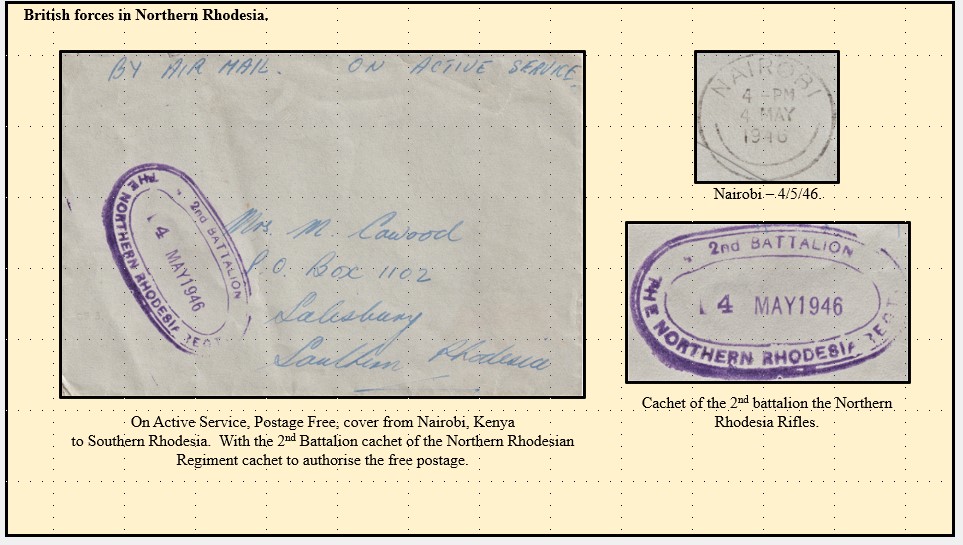 British forces in Northern Rhodesia.
BY AIR MAIL. ON ACTIVE SERVICE
2nd BATTALION
4 MAY 1946
THE NORTHERN RHODESIA REGT.
Mrs. M. Cawood
P.O. Box 1102
Salesbury
Southern Rhodesia
On Active Service, Postage Free, cover from Nairobi, Kenya
to Southern Rhodesia. With the 2nd Battalion cachet of the Northern Rhodesian
Regiment cachet to authorise the free postage.
NAIROBI
4 - PM
4 MAY
1946
Nairobi – 4/5/46.
2nd BATTALION
4 MAY 1946
THE NORTHERN RHODESIA REGT.
Cachet of the 2nd battalion the Northern
Rhodesia Rifles.